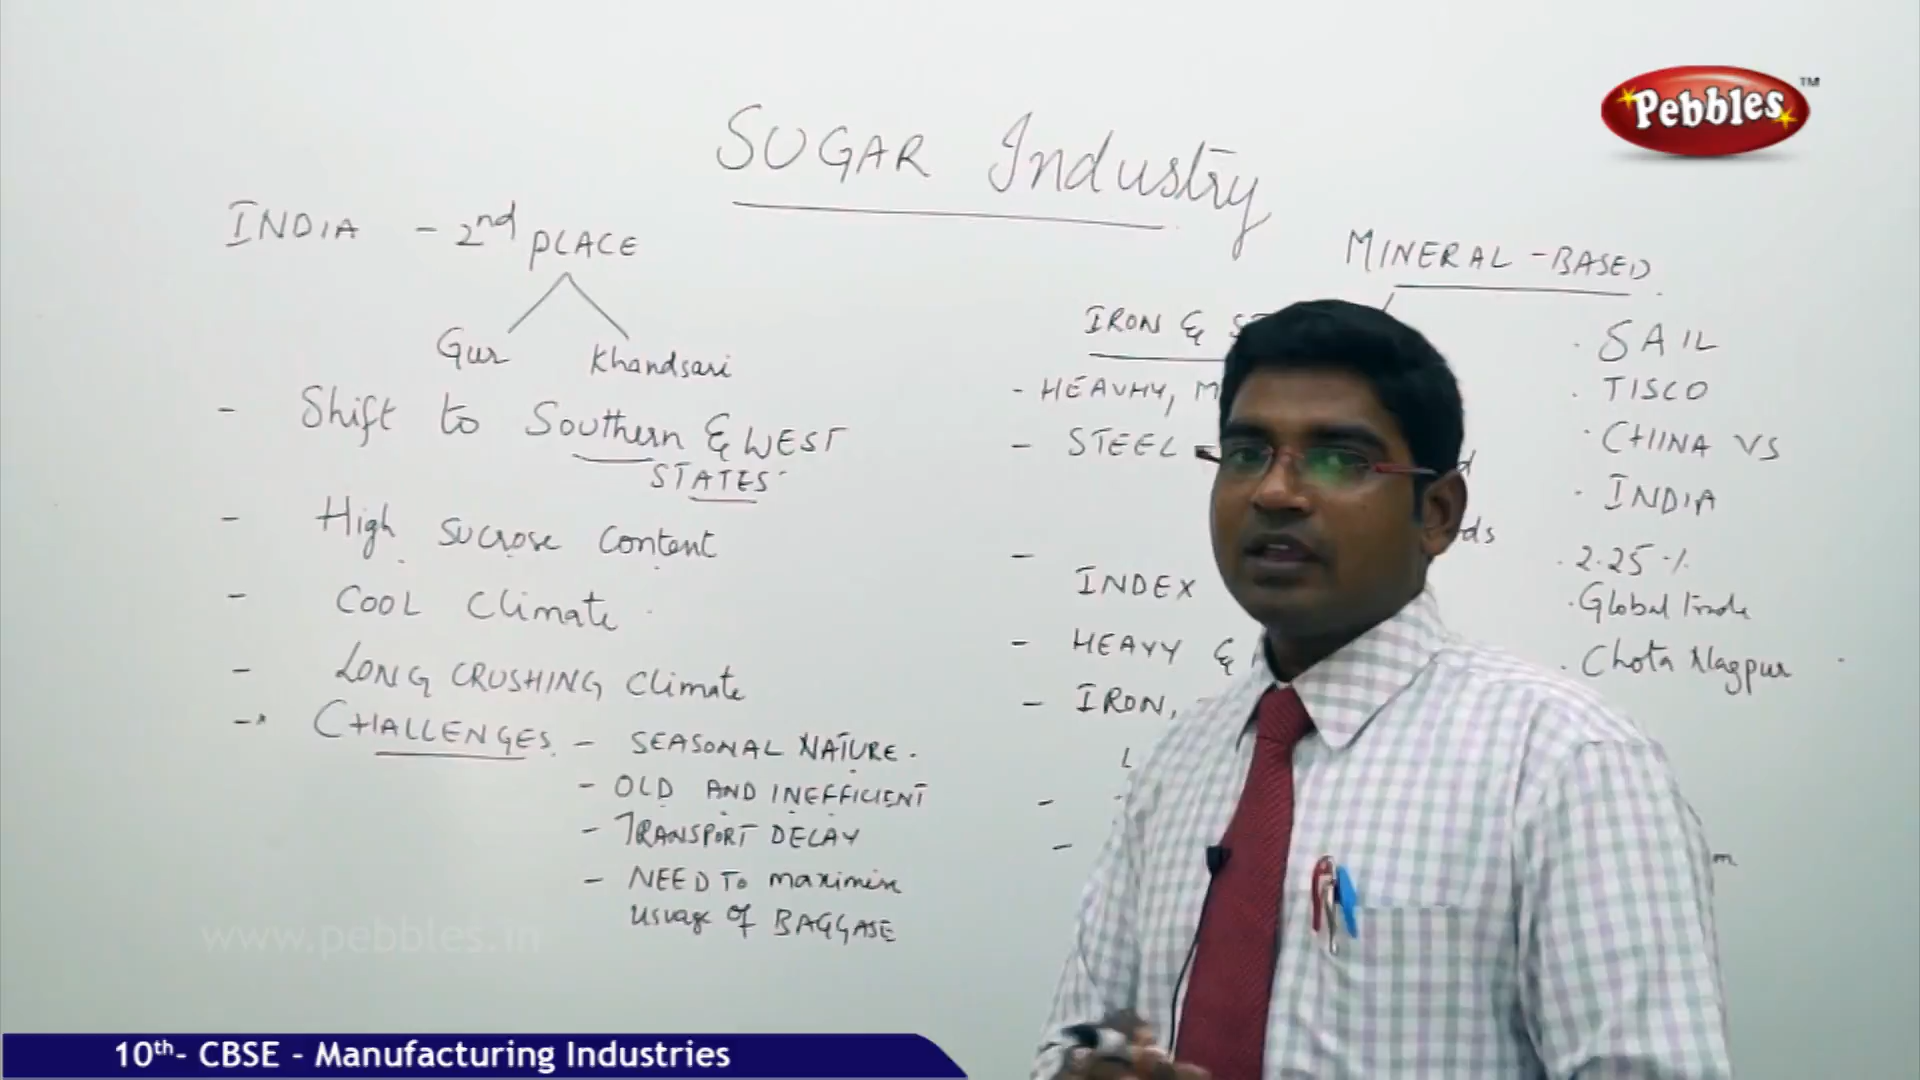 Pebbles™
SUGAR Industry
INDIA - 2nd PLACE
Gur Khandsari
- Shift to Southern & WEST
STATES
- High sucrose content
- COOL Climate
- LONG CRUSHING Climate
- CHALLENGES - SEASONAL NATURE.
- OLD AND INEFFICIENT
- TRANSPORT DELAY
- NEED TO maximise
usuage of BAGGASE
MINERAL-BASED
IRON &
- HEAVHY,
- STEEL -
INDEX
- HEAVY &
- IRON,
. SAIL
. TISCO
. CHINA VS
. INDIA
. 2.25 %
. Global trade
. Chota Nagpur
www.pebbles.in
10th- CBSE - Manufacturing Industries